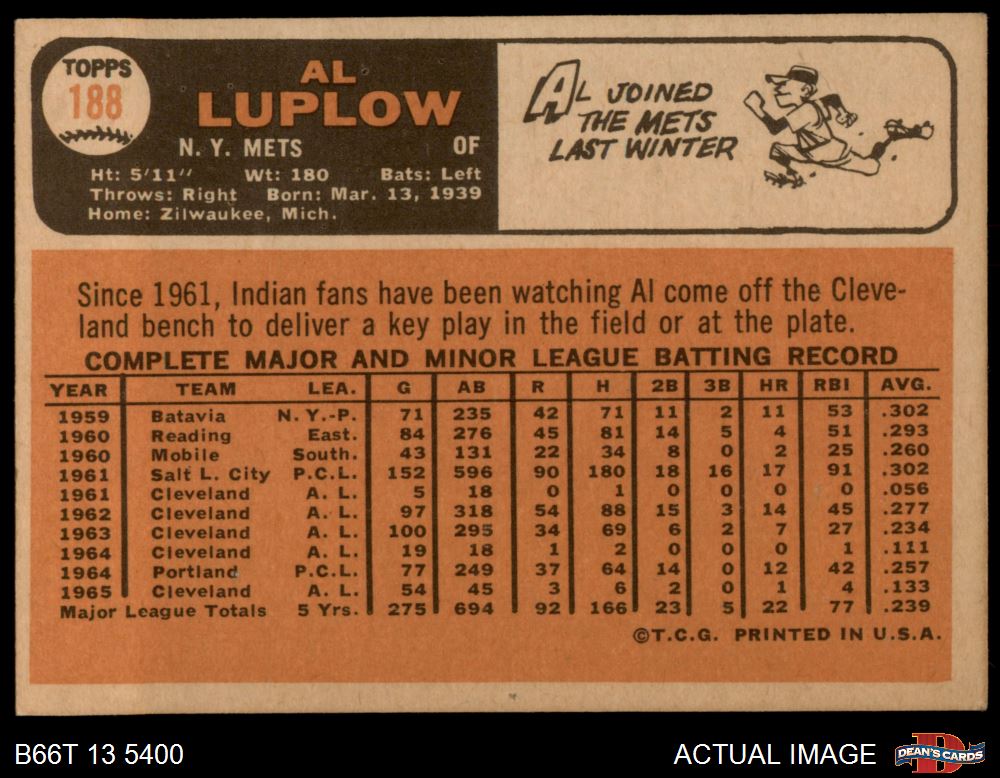 TOPPS
188
AL
LUPLOW
N. Y. METS OF
Ht: 5'11" Wt: 180 Bats: Left
Throws: Right Born: Mar. 13, 1939
Home: Zilwaukee, Mich.
AL JOINED
THE METS
LAST WINTER
Since 1961, Indian fans have been watching Al come off the Cleve-
land bench to deliver a key play in the field or at the plate.
COMPLETE MAJOR AND MINOR LEAGUE BATTING RECORD
YEAR TEAM LEA. G AB R H 2B 3B HR RBI AVG.
1959 Batavia N. Y.-P. 71 235 42 71 11 2 11 53 .302
1960 Reading East. 84 276 45 81 14 5 4 51 .293
1960 Mobile South. 43 131 22 34 8 0 2 25 .260
1961 Salt L. City P.C.L. 152 596 90 180 18 16 17 91 .302
1961 Cleveland A. L. 5 18 0 1 0 0 0 0 .056
1962 Cleveland A. L. 97 318 54 88 15 3 14 45 .277
1963 Cleveland A. L. 100 295 34 69 6 2 7 27 .234
1964 Cleveland A. L. 19 18 1 2 0 0 0 1 .111
1964 Portland P.C.L. 77 249 37 64 14 0 12 42 .257
1965 Cleveland A. L. 54 45 3 6 2 0 1 4 .133
Major League Totals 5 Yrs. 275 694 92 166 23 5 22 77 .239
©T.C.G. PRINTED IN U.S.A.
B66T 13 5400 ACTUAL IMAGE DEAN'S CARDS